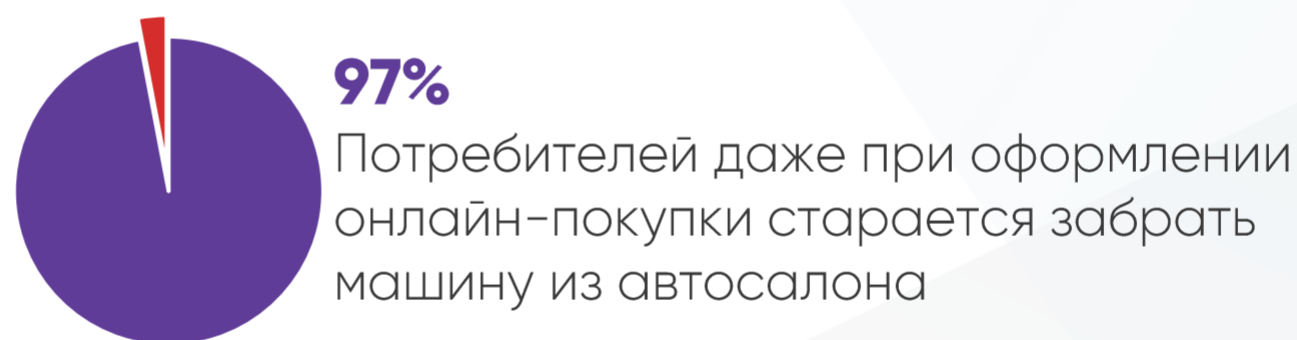 97%
Потребителей даже при оформлении
онлайн-покупки старается забрать
машину из автосалона